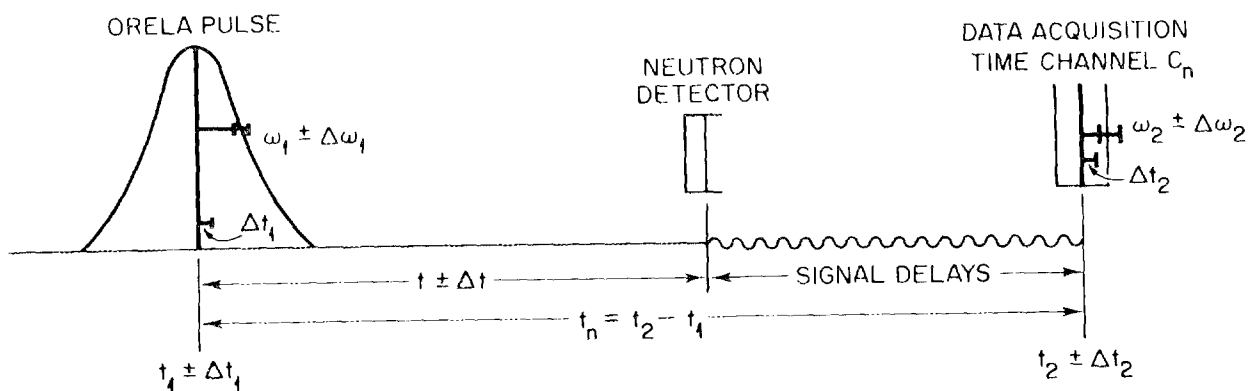 ORELA PULSE
NEUTRON
DETECTOR
DATA ACQUISITION
TIME CHANNEL Cₙ
ω₁ ± Δω₁
Δt₁
ω₂ ± Δω₂
Δt₂
t ± Δt
SIGNAL DELAYS
tₙ = t₂ − t₁
t₁ ± Δt₁
t₂ ± Δt₂